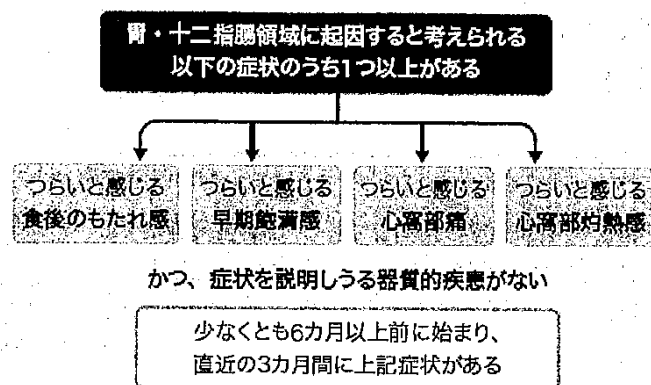 胃・十二指腸領域に起因すると考えられる
以下の症状のうち1つ以上がある
つらいと感じる
食後のもたれ感
つらいと感じる
早期飽満感
つらいと感じる
心窩部痛
つらいと感じる
心窩部灼熱感
かつ、症状を説明しうる器質的疾患がない
少なくとも6カ月以上前に始まり、
直近の3カ月間に上記症状がある